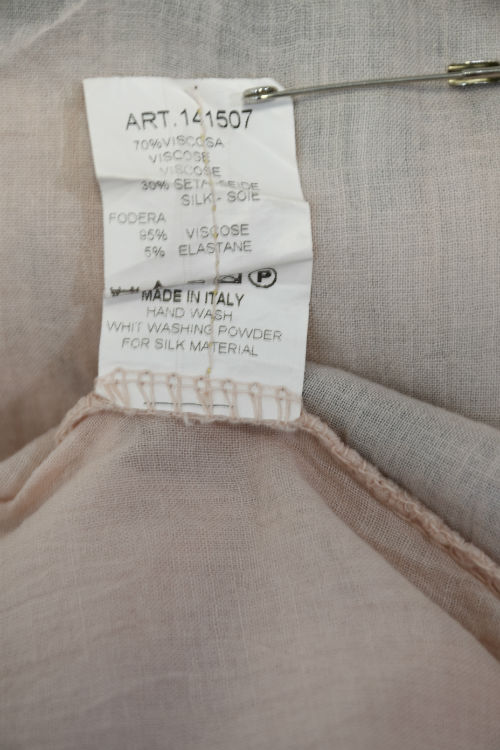 ART.141507
70%VISCOSA
VISCOSE
VISCOSE
30% SETA-SEIDE
SILK - SOIE
FODERA
95% VISCOSE
5% ELASTANE
P
MADE IN ITALY
HAND WASH
WHIT WASHING POWDER
FOR SILK MATERIAL